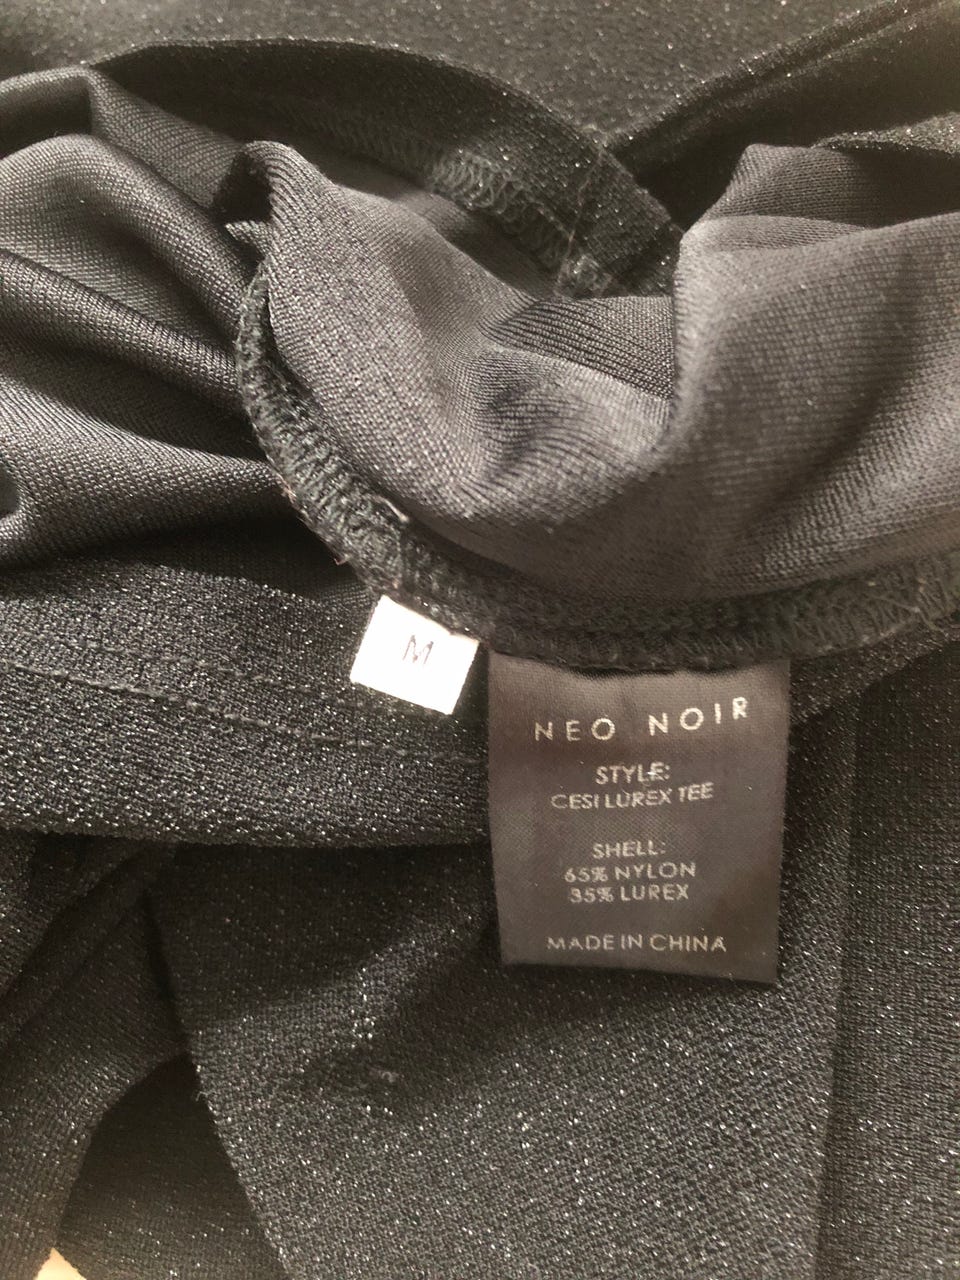 M
NEO NOIR
STYLE:
CESI LUREX TEE
SHELL:
65% NYLON
35% LUREX
MADE IN CHINA